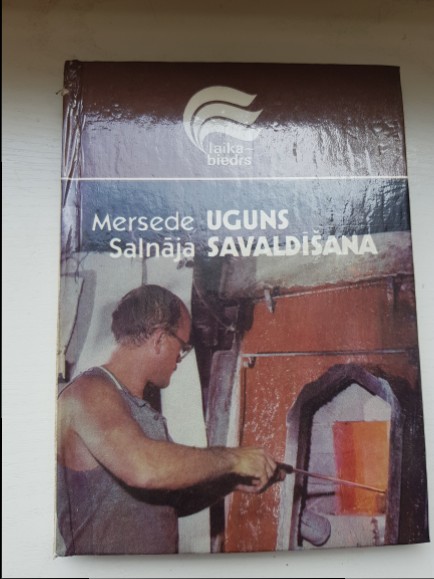 laika-
biedrs
Mersede UGUNS
Salnāja SAVALDĪŠANA